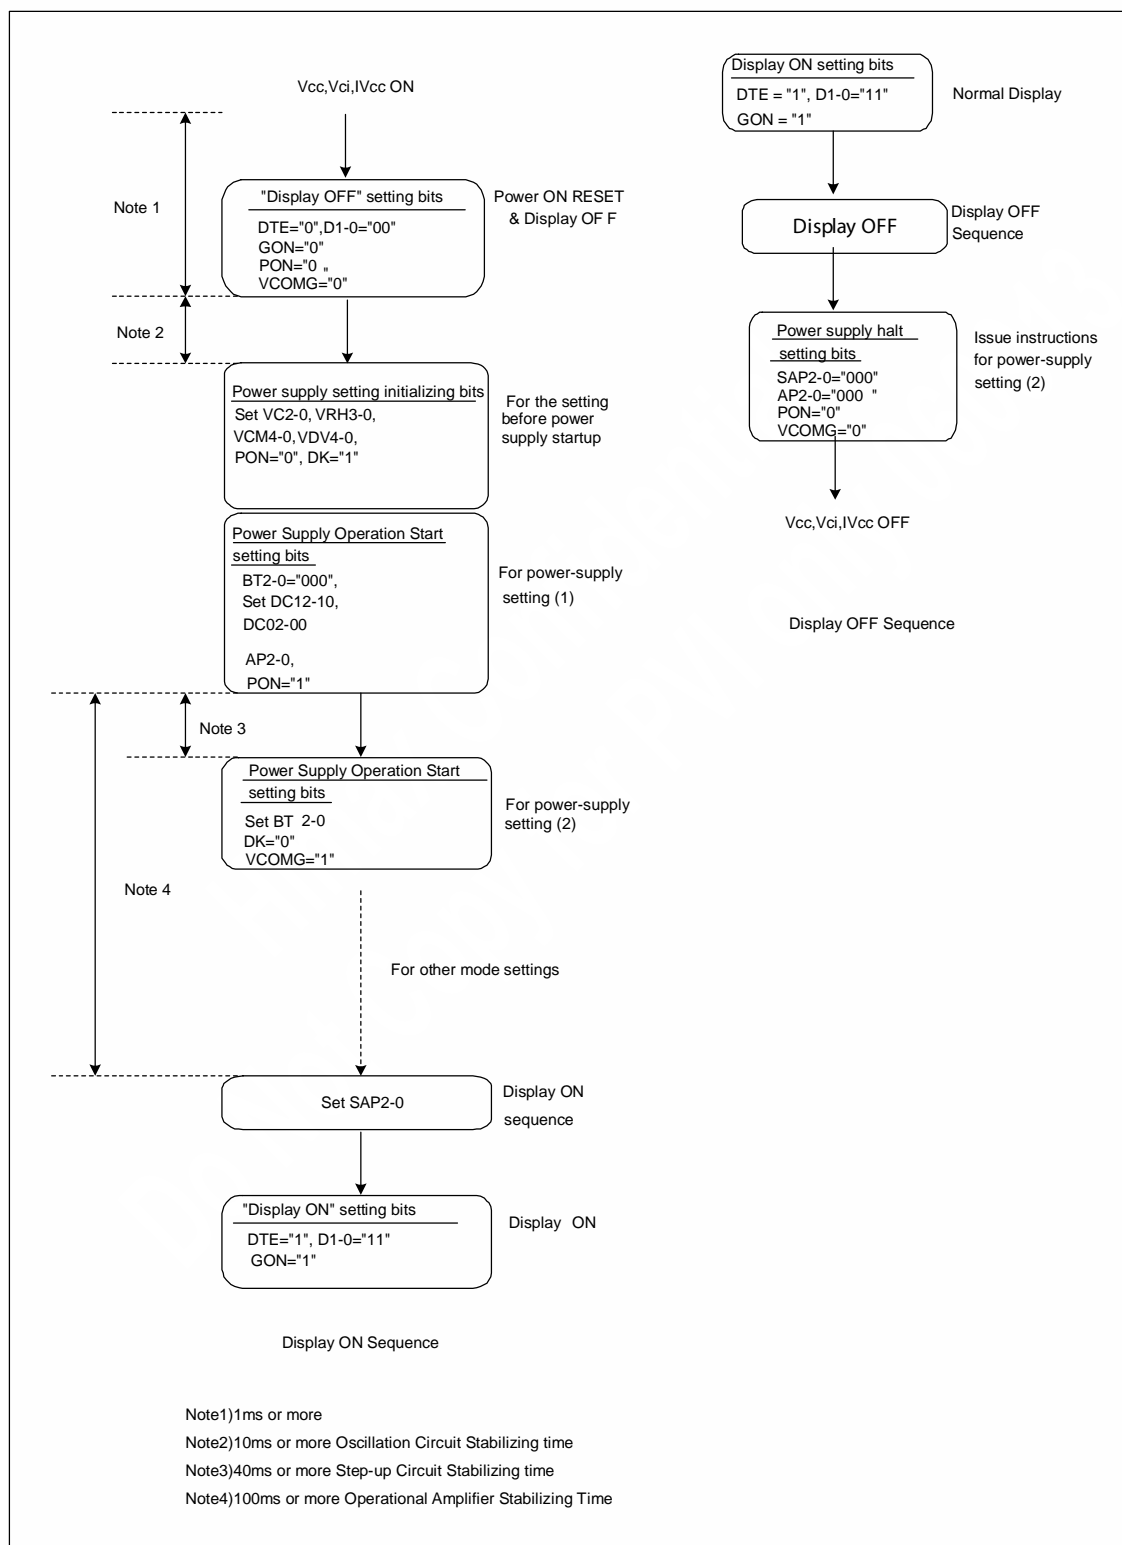 Vcc,Vci,IVcc ON
Note 1
"Display OFF" setting bits
DTE="0",D1-0="00"
GON="0"
PON="0 "
VCOMG="0"
Power ON RESET
& Display OF F
Note 2
Power supply setting initializing bits
Set VC2-0, VRH3-0,
VCM4-0, VDV4-0,
PON="0", DK="1"
For the setting
before power
supply startup
Power Supply Operation Start
setting bits
BT2-0="000",
Set DC12-10,
DC02-00
AP2-0,
PON="1"
For power-supply
setting (1)
Note 3
Power Supply Operation Start
setting bits
Set BT 2-0
DK="0"
VCOMG="1"
For power-supply
setting (2)
Note 4
For other mode settings
Set SAP2-0
Display ON
sequence
"Display ON" setting bits
DTE="1", D1-0="11"
GON="1"
Display ON
Display ON Sequence
Display ON setting bits
DTE = "1", D1-0="11"
GON = "1"
Normal Display
Display OFF
Display OFF
Sequence
Power supply halt
setting bits
SAP2-0="000"
AP2-0="000 "
PON="0"
VCOMG="0"
Issue instructions
for power-supply
setting (2)
Vcc,Vci,IVcc OFF
Display OFF Sequence
Note1)1ms or more
Note2)10ms or more Oscillation Circuit Stabilizing time
Note3)40ms or more Step-up Circuit Stabilizing time
Note4)100ms or more Operational Amplifier Stabilizing Time